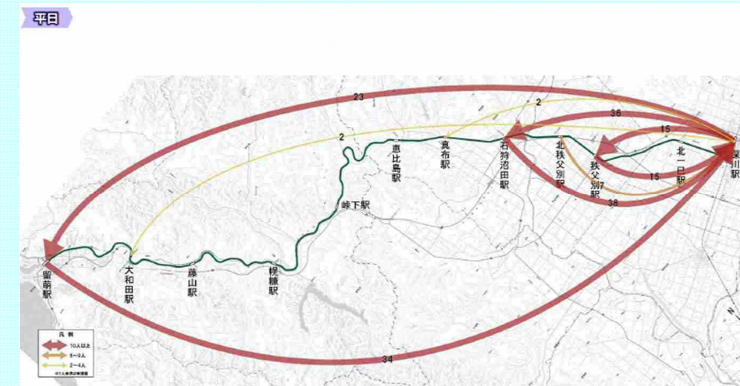 平日
23
2
36
15
2
恵比島駅
真布駅
石狩沼田駅
北秩父別駅
秩父別駅
北一已駅
深川駅
7
15
38
峠下駅
留萌駅
大和田駅
藤山駅
幌糠駅
34
凡例
10人以上
5〜9人
2〜4人
N